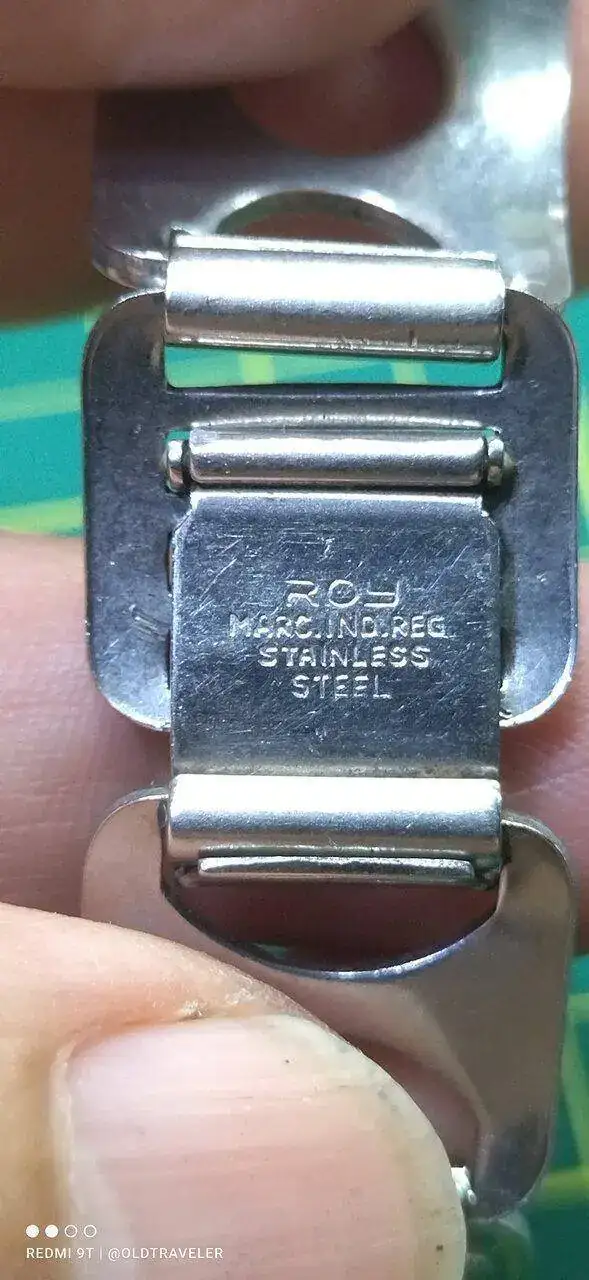 ROY
MARC.IND.REG
STAINLESS
STEEL
REDMI 9T | @OLDTRAVELER